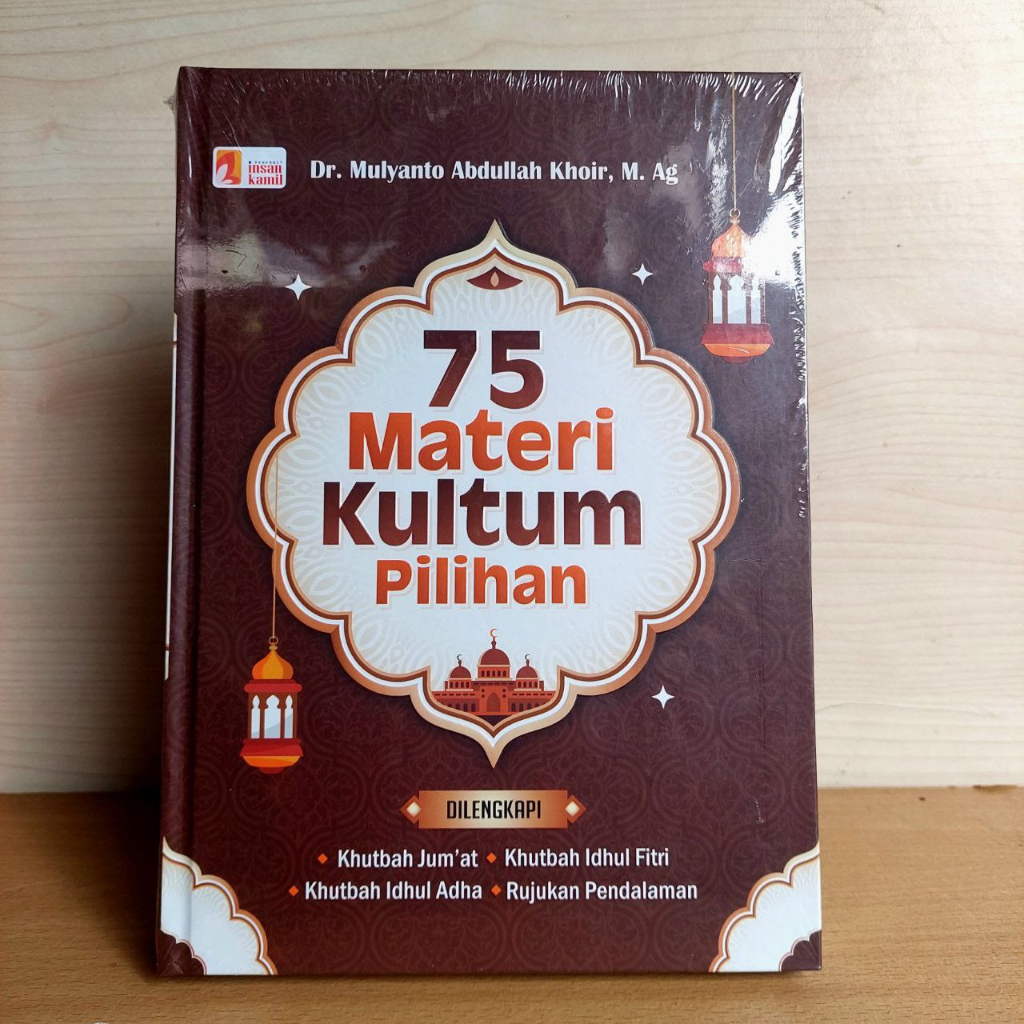 PENERBIT
insan
kamil
Dr. Mulyanto Abdullah Khoir, M. Ag
75
Materi
Kultum
Pilihan
DILENGKAPI
Khutbah Jum'at • Khutbah Idhul Fitri
Khutbah Idhul Adha • Rujukan Pendalaman